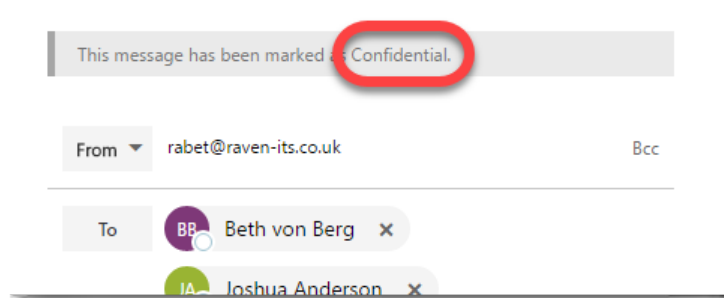 This message has been marked as Confidential.
From rabet@raven-its.co.uk Bcc
To BB Beth von Berg ×
JA Joshua Anderson ×